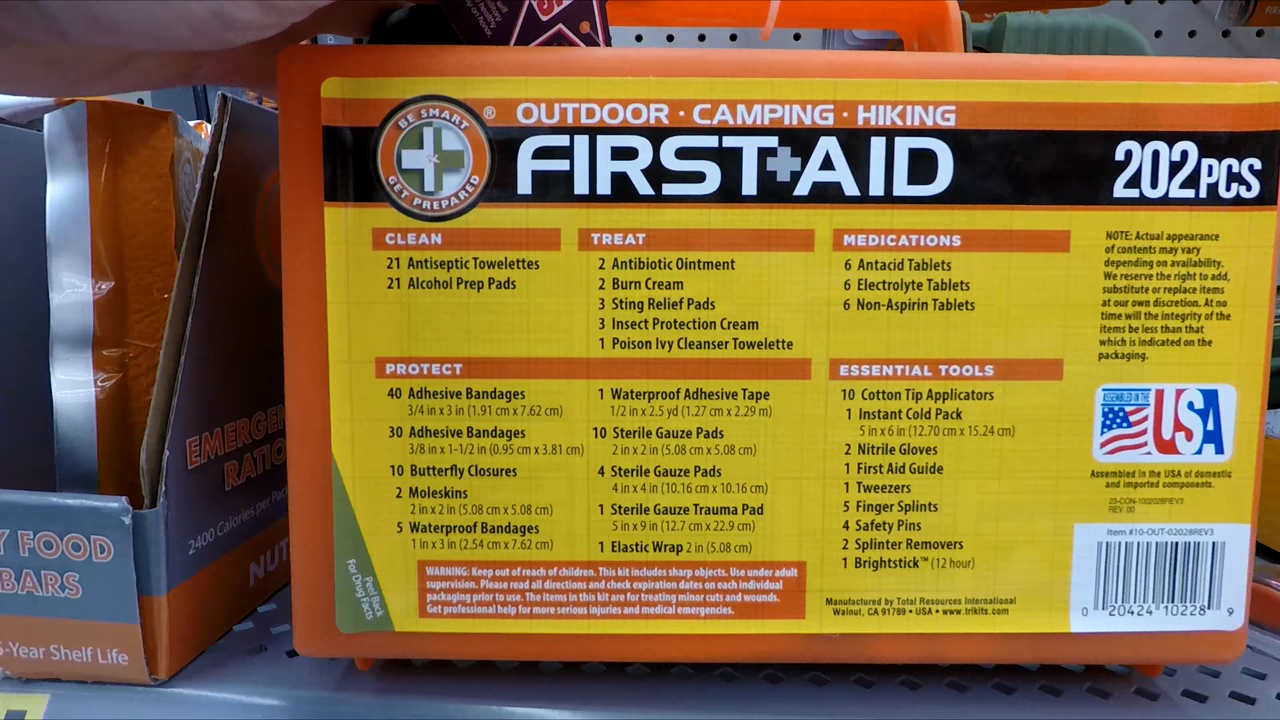 BE SMART
GET PREPARED
®
OUTDOOR · CAMPING · HIKING
FIRST+AID
202PCS
CLEAN
21 Antiseptic Towelettes
21 Alcohol Prep Pads
TREAT
2 Antibiotic Ointment
2 Burn Cream
3 Sting Relief Pads
3 Insect Protection Cream
1 Poison Ivy Cleanser Towelette
MEDICATIONS
6 Antacid Tablets
6 Electrolyte Tablets
6 Non-Aspirin Tablets
NOTE: Actual appearance
of contents may vary
depending on availability.
We reserve the right to add,
substitute or replace items
at our own discretion. At no
time will the integrity of the
items be less than that
which is indicated on the
packaging.
PROTECT
40 Adhesive Bandages
3/4 in x 3 in (1.91 cm x 7.62 cm)
30 Adhesive Bandages
3/8 in x 1-1/2 in (0.95 cm x 3.81 cm)
10 Butterfly Closures
2 Moleskins
2 in x 2 in (5.08 cm x 5.08 cm)
5 Waterproof Bandages
1 in x 3 in (2.54 cm x 7.62 cm)
1 Waterproof Adhesive Tape
1/2 in x 2.5 yd (1.27 cm x 2.29 m)
10 Sterile Gauze Pads
2 in x 2 in (5.08 cm x 5.08 cm)
4 Sterile Gauze Pads
4 in x 4 in (10.16 cm x 10.16 cm)
1 Sterile Gauze Trauma Pad
5 in x 9 in (12.7 cm x 22.9 cm)
1 Elastic Wrap 2 in (5.08 cm)
ESSENTIAL TOOLS
10 Cotton Tip Applicators
1 Instant Cold Pack
5 in x 6 in (12.70 cm x 15.24 cm)
2 Nitrile Gloves
1 First Aid Guide
1 Tweezers
5 Finger Splints
4 Safety Pins
2 Splinter Removers
1 Brightstick™ (12 hour)
ASSEMBLED IN THE
USA
Assembled in the USA of domestic
and imported components.
23-CON-1002028REV3
REV. 00
Item #10-OUT-02028REV3
0 20424 10228 9
WARNING: Keep out of reach of children. This kit includes sharp objects. Use under adult
supervision. Please read all directions and check expiration dates on each individual
packaging prior to use. The items in this kit are for treating minor cuts and wounds.
Get professional help for more serious injuries and medical emergencies.
Manufactured by Total Resources International
Walnut, CA 91789 • USA • www.trikits.com
Peel Back
For Drug Facts
EMERGEN
RATIO
2400 Calories per Pack
NUT
Y FOOD
BARS
5-Year Shelf Life